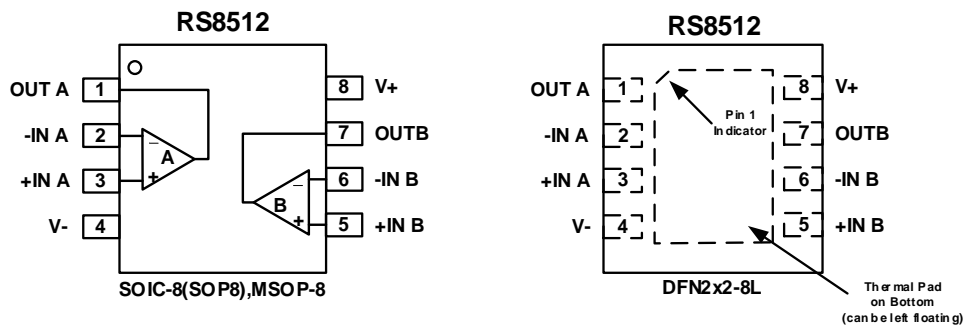 RS8512
OUT A 1
8 V+
-IN A 2
7 OUTB
+IN A 3
6 -IN B
V- 4
5 +IN B
− A +
− B +
SOIC-8(SOP8),MSOP-8
RS8512
OUT A 1
8 V+
Pin 1
Indicator
-IN A 2
7 OUTB
+IN A 3
6 -IN B
V- 4
5 +IN B
DFN2x2-8L
Thermal Pad
on Bottom
(can be left floating)